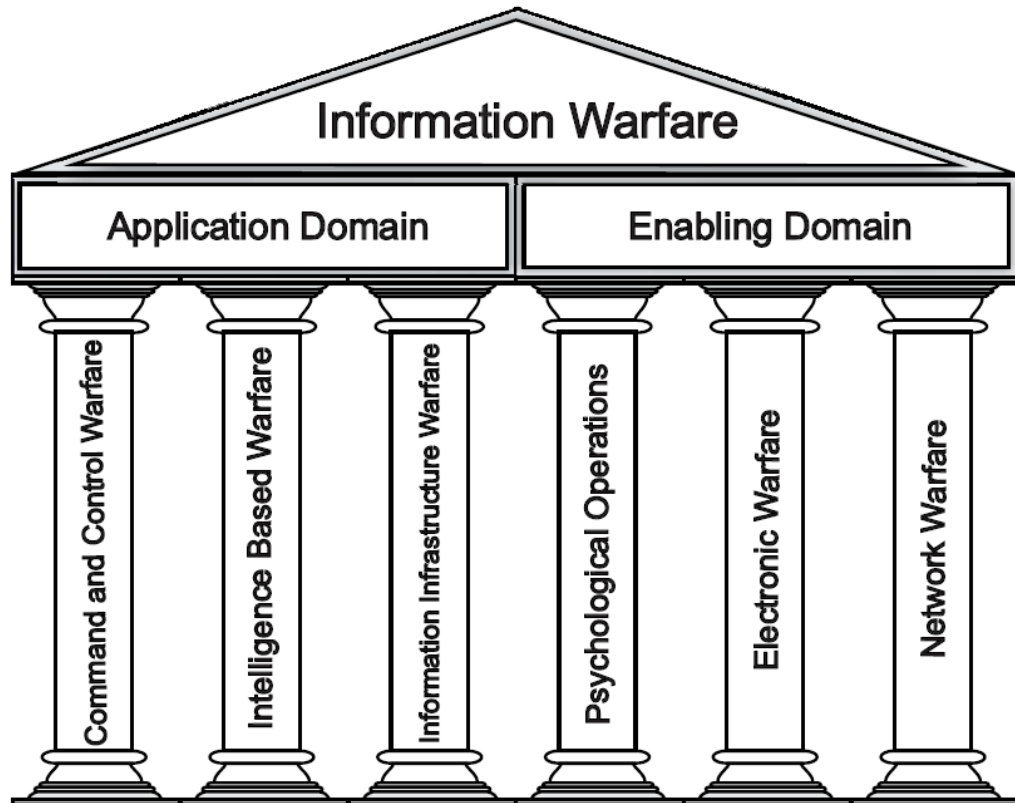 Information Warfare
Application Domain
Enabling Domain
Command and Control Warfare
Intelligence Based Warfare
Information Infrastructure Warfare
Psychological Operations
Electronic Warfare
Network Warfare